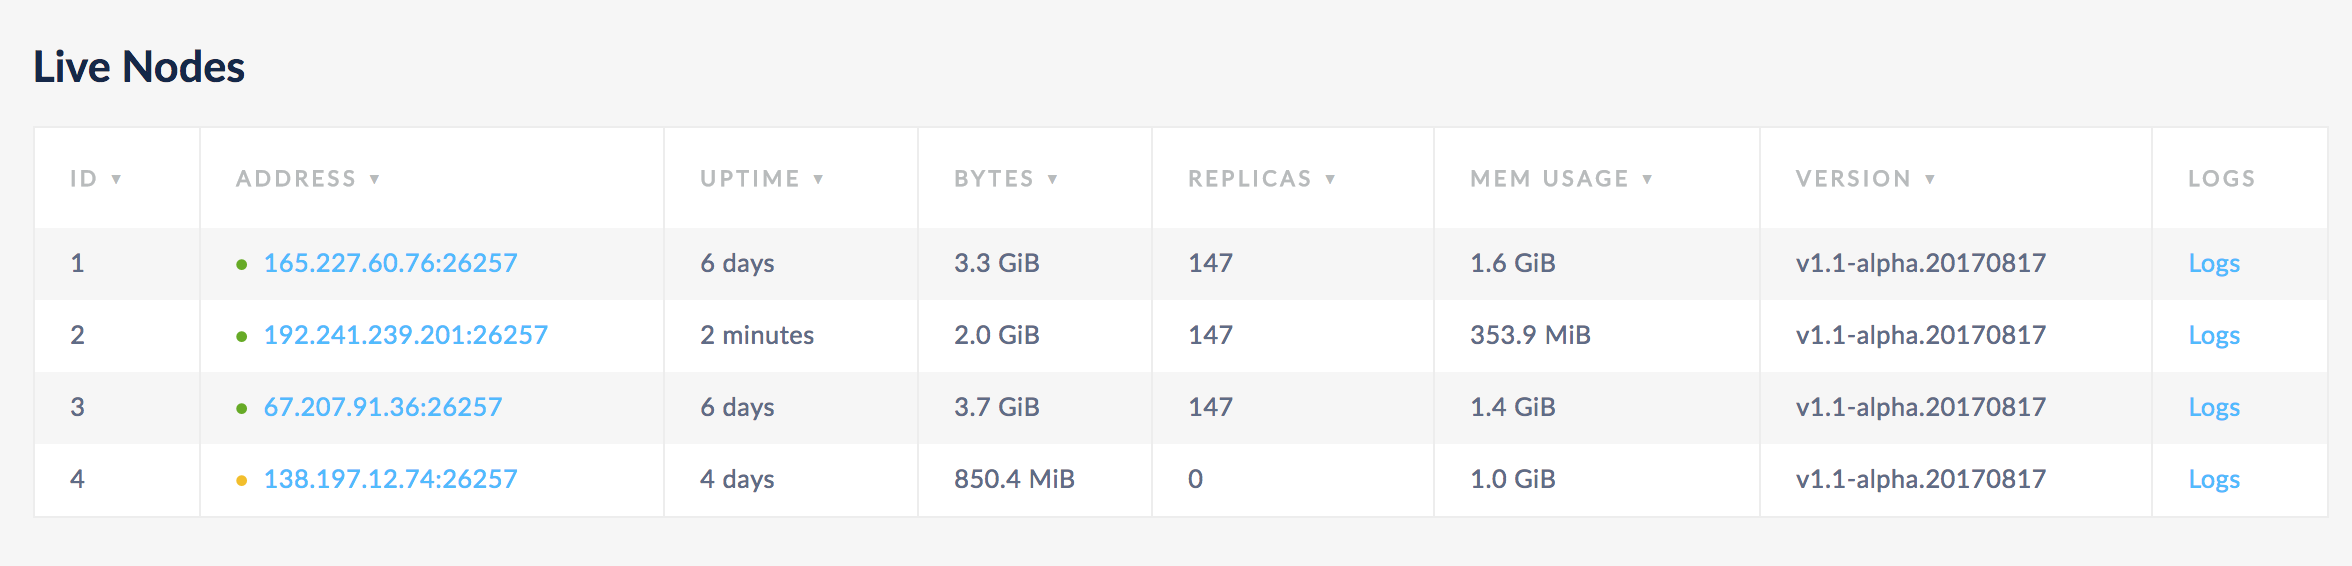 Live Nodes
ID ▼ ADDRESS ▼ UPTIME ▼ BYTES ▼ REPLICAS ▼ MEM USAGE ▼ VERSION ▼ LOGS
1 165.227.60.76:26257 6 days 3.3 GiB 147 1.6 GiB v1.1-alpha.20170817 Logs
2 192.241.239.201:26257 2 minutes 2.0 GiB 147 353.9 MiB v1.1-alpha.20170817 Logs
3 67.207.91.36:26257 6 days 3.7 GiB 147 1.4 GiB v1.1-alpha.20170817 Logs
4 138.197.12.74:26257 4 days 850.4 MiB 0 1.0 GiB v1.1-alpha.20170817 Logs